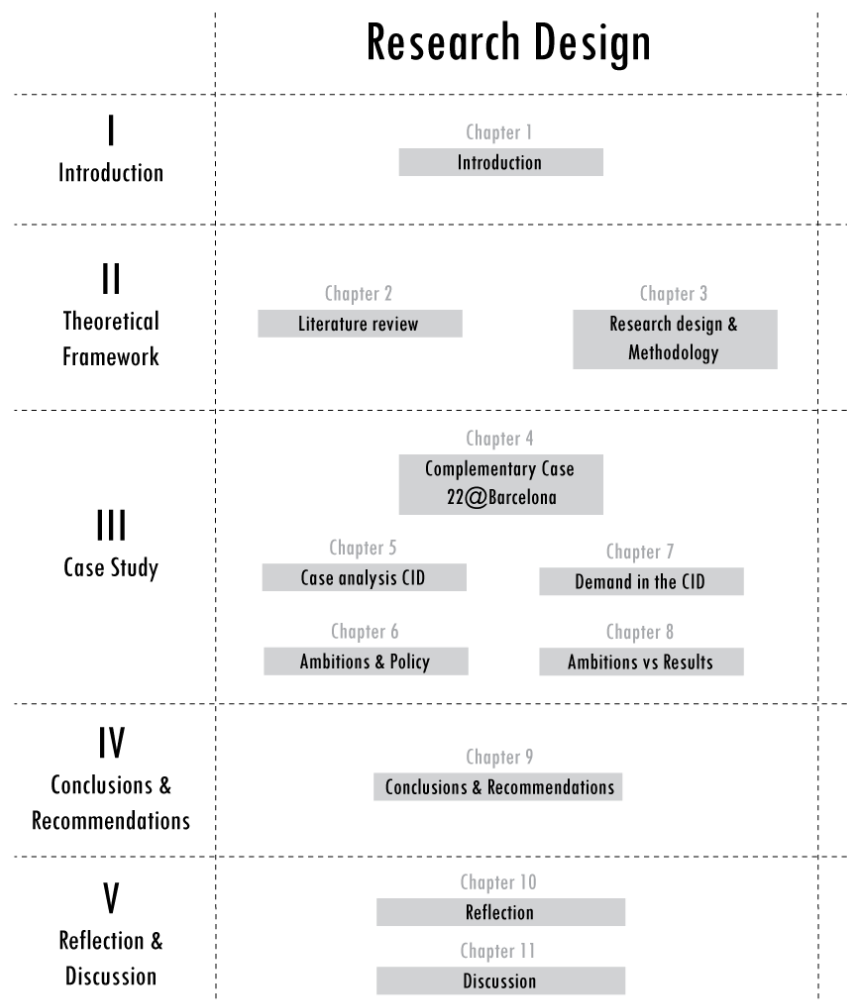 Research Design
I
Introduction
Chapter 1
Introduction
II
Theoretical
Framework
Chapter 2
Literature review
Chapter 3
Research design &
Methodology
III
Case Study
Chapter 4
Complementary Case
22@Barcelona
Chapter 5
Case analysis CID
Chapter 7
Demand in the CID
Chapter 6
Ambitions & Policy
Chapter 8
Ambitions vs Results
IV
Conclusions &
Recommendations
Chapter 9
Conclusions & Recommendations
V
Reflection &
Discussion
Chapter 10
Reflection
Chapter 11
Discussion